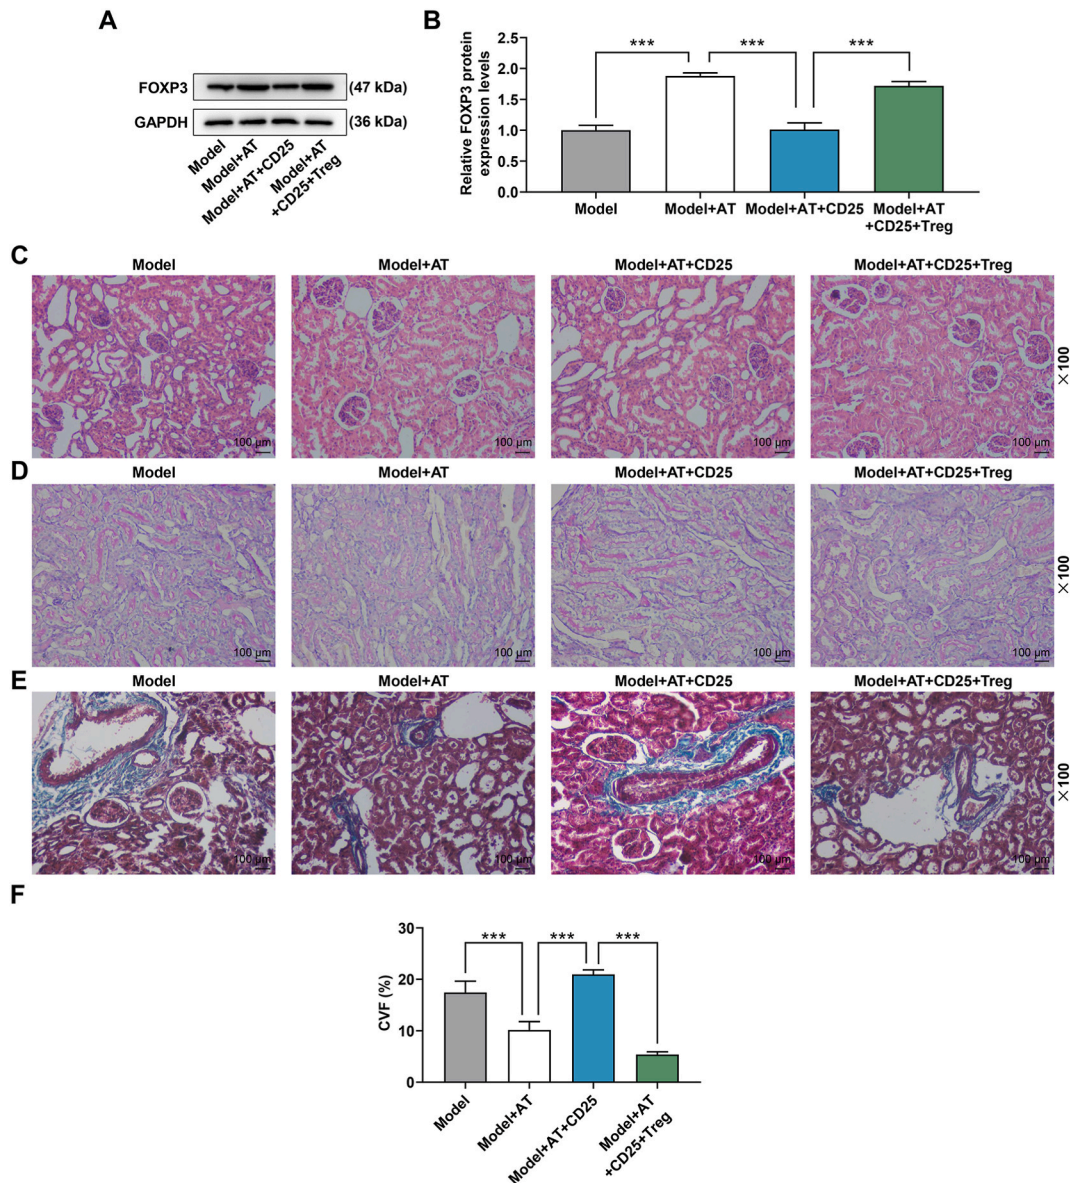 A
FOXP3
(47 kDa)
GAPDH
(36 kDa)
Model
Model+AT
Model+AT+CD25
Model+AT
+CD25+Treg
B
Relative FOXP3 protein
expression levels
2.5
2.0
1.5
1.0
0.5
0.0
*** *** ***
Model
Model+AT
Model+AT+CD25
Model+AT
+CD25+Treg
C
Model
Model+AT
Model+AT+CD25
Model+AT+CD25+Treg
100 µm
100 µm
100 µm
100 µm
×100
D
Model
Model+AT
Model+AT+CD25
Model+AT+CD25+Treg
100 µm
100 µm
100 µm
100 µm
×100
E
Model
Model+AT
Model+AT+CD25
Model+AT+CD25+Treg
100 µm
100 µm
100 µm
100 µm
×100
F
CVF (%)
30
20
10
0
*** *** ***
Model
Model+AT
Model+AT+CD25
Model+AT
+CD25+Treg